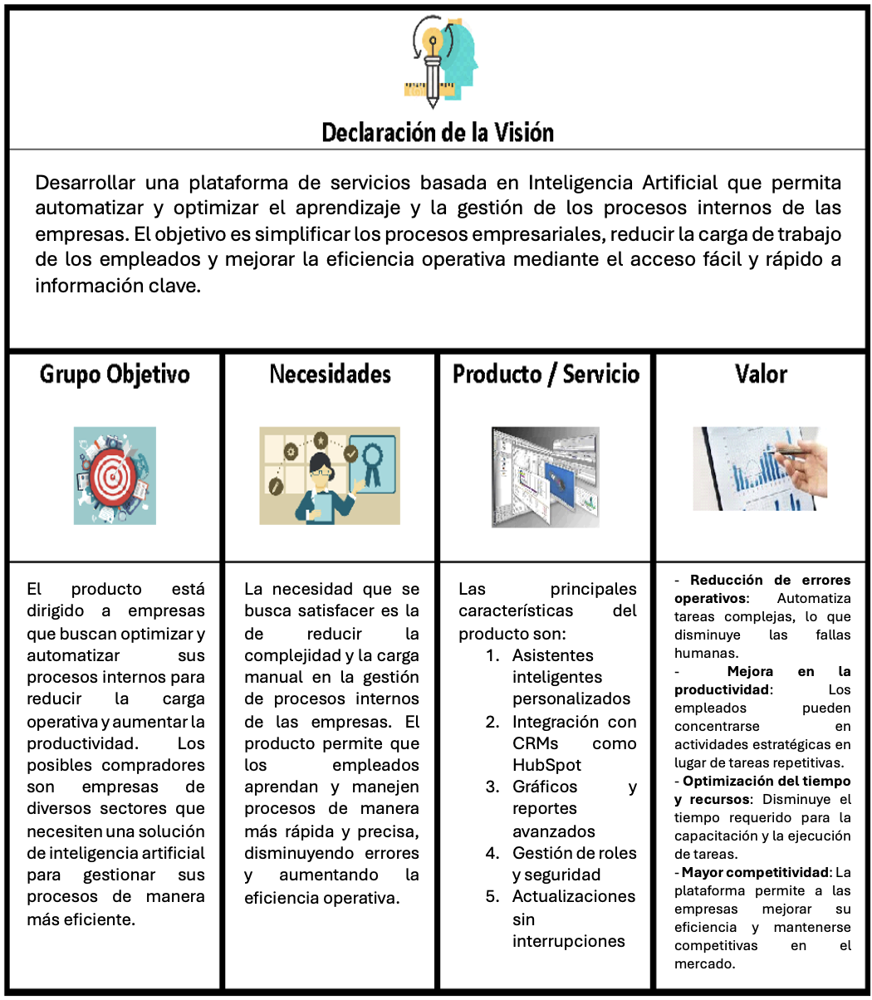 Declaración de la Visión
Desarrollar una plataforma de servicios basada en Inteligencia Artificial que permita
automatizar y optimizar el aprendizaje y la gestión de los procesos internos de las
empresas. El objetivo es simplificar los procesos empresariales, reducir la carga de trabajo
de los empleados y mejorar la eficiencia operativa mediante el acceso fácil y rápido a
información clave.
Grupo Objetivo
El producto está
dirigido a empresas
que buscan optimizar y
automatizar sus
procesos internos para
reducir la carga
operativa y aumentar la
productividad. Los
posibles compradores
son empresas de
diversos sectores que
necesiten una solución
de inteligencia artificial
para gestionar sus
procesos de manera
más eficiente.
Necesidades
La necesidad que se
busca satisfacer es la
de reducir la
complejidad y la carga
manual en la gestión
de procesos internos
de las empresas. El
producto permite que
los empleados
aprendan y manejen
procesos de manera
más rápida y precisa,
disminuyendo errores
y aumentando la
eficiencia operativa.
Producto / Servicio
Las principales
características del
producto son:
1. Asistentes
inteligentes
personalizados
2. Integración con
CRMs como
HubSpot
3. Gráficos y
reportes
avanzados
4. Gestión de roles
y seguridad
5. Actualizaciones
sin
interrupciones
Valor
- Reducción de errores
operativos: Automatiza
tareas complejas, lo que
disminuye las fallas
humanas.
- Mejora en la
productividad: Los
empleados pueden
concentrarse en
actividades estratégicas en
lugar de tareas repetitivas.
- Optimización del tiempo
y recursos: Disminuye el
tiempo requerido para la
capacitación y la ejecución
de tareas.
- Mayor competitividad: La
plataforma permite a las
empresas mejorar su
eficiencia y mantenerse
competitivas en el
mercado.